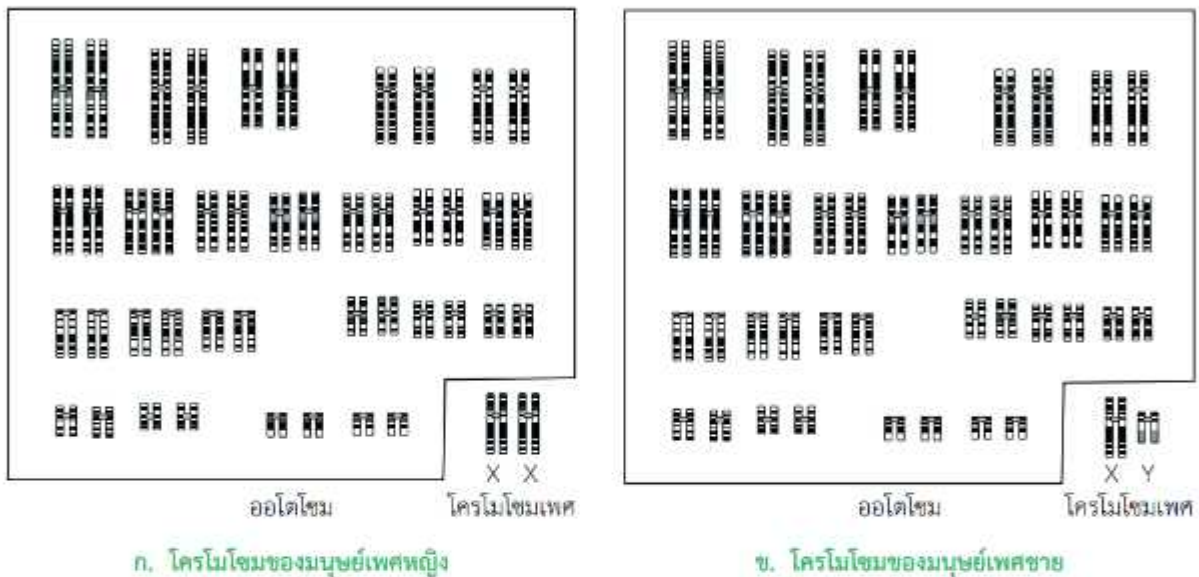 X X
X Y
ออโตโซม โครโมโซมเพศ
ออโตโซม โครโมโซมเพศ
ก. โครโมโซมของมนุษย์เพศหญิง
ข. โครโมโซมของมนุษย์เพศชาย